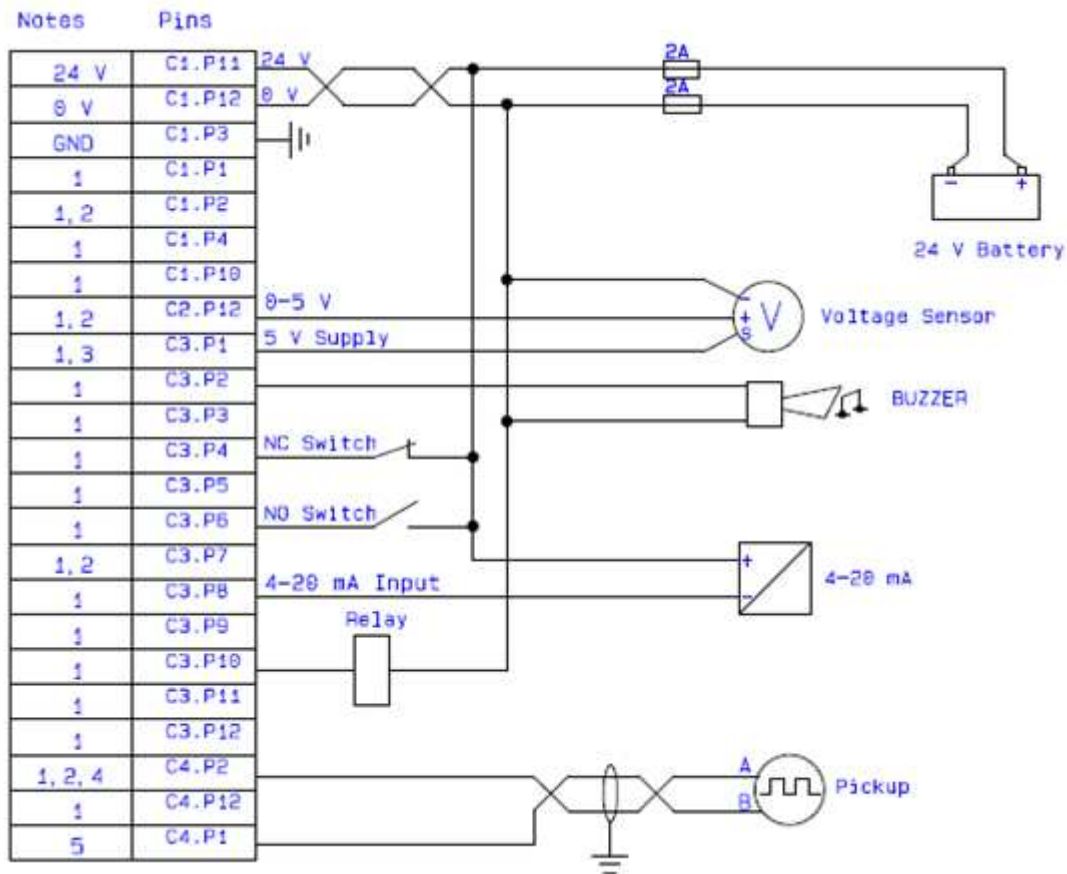 Notes Pins
24 V C1.P11 24 V 2A
0 V C1.P12 0 V 2A
GND C1.P3
1 C1.P1
1,2 C1.P2 - +
1 C1.P4 24 V Battery
1 C1.P10
1,2 C2.P12 0-5 V - + S V Voltage Sensor
1,3 C3.P1 5 V Supply
1 C3.P2 BUZZER
1 C3.P3
1 C3.P4 NC Switch
1 C3.P5
1 C3.P6 NO Switch
1,2 C3.P7 +
1 C3.P8 4-20 mA Input - 4-20 mA
1 C3.P9 Relay
1 C3.P10
1 C3.P11
1 C3.P12
1,2,4 C4.P2 A
1 C4.P12 B Pickup
5 C4.P1